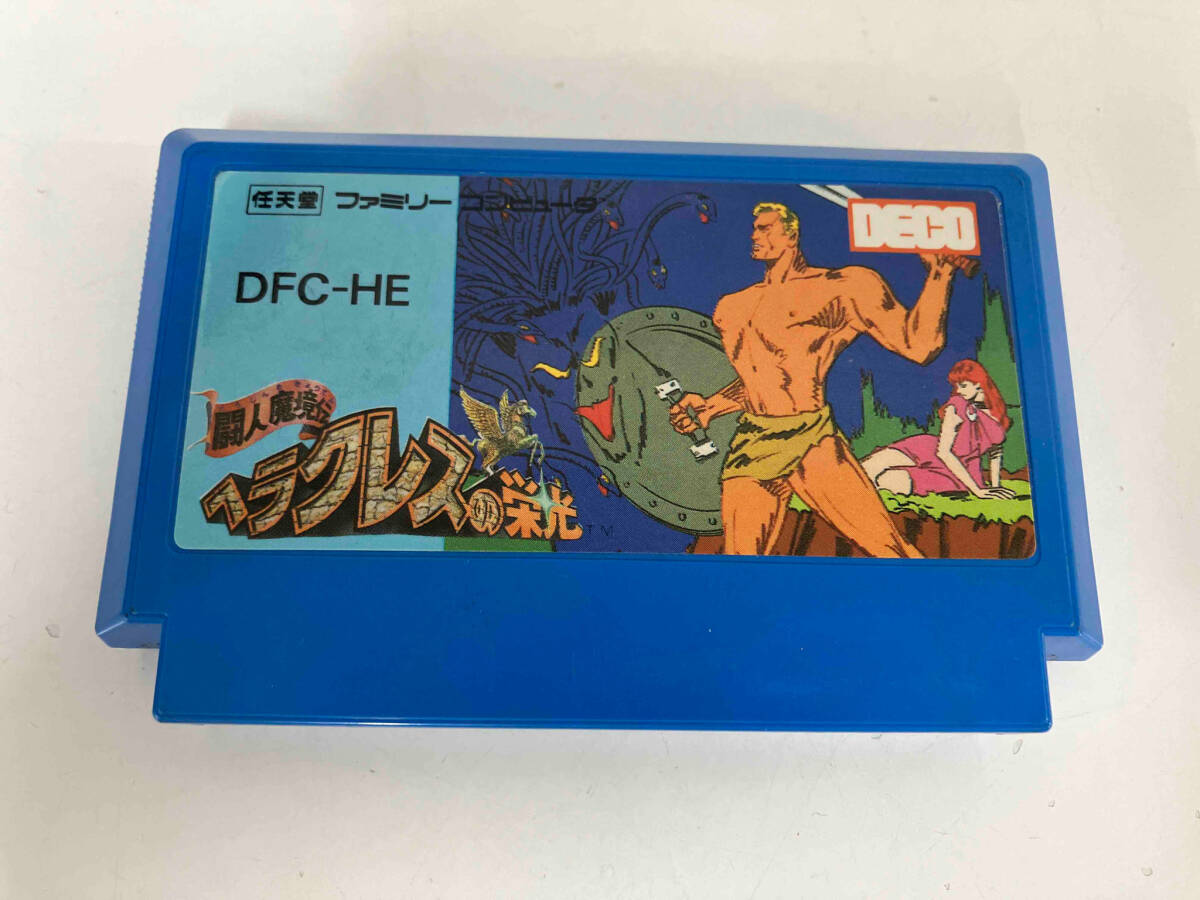 任天堂 ファミリーコンピュータ
DECO
DFC-HE
闘人魔境伝
ヘラクレスの栄光
TM